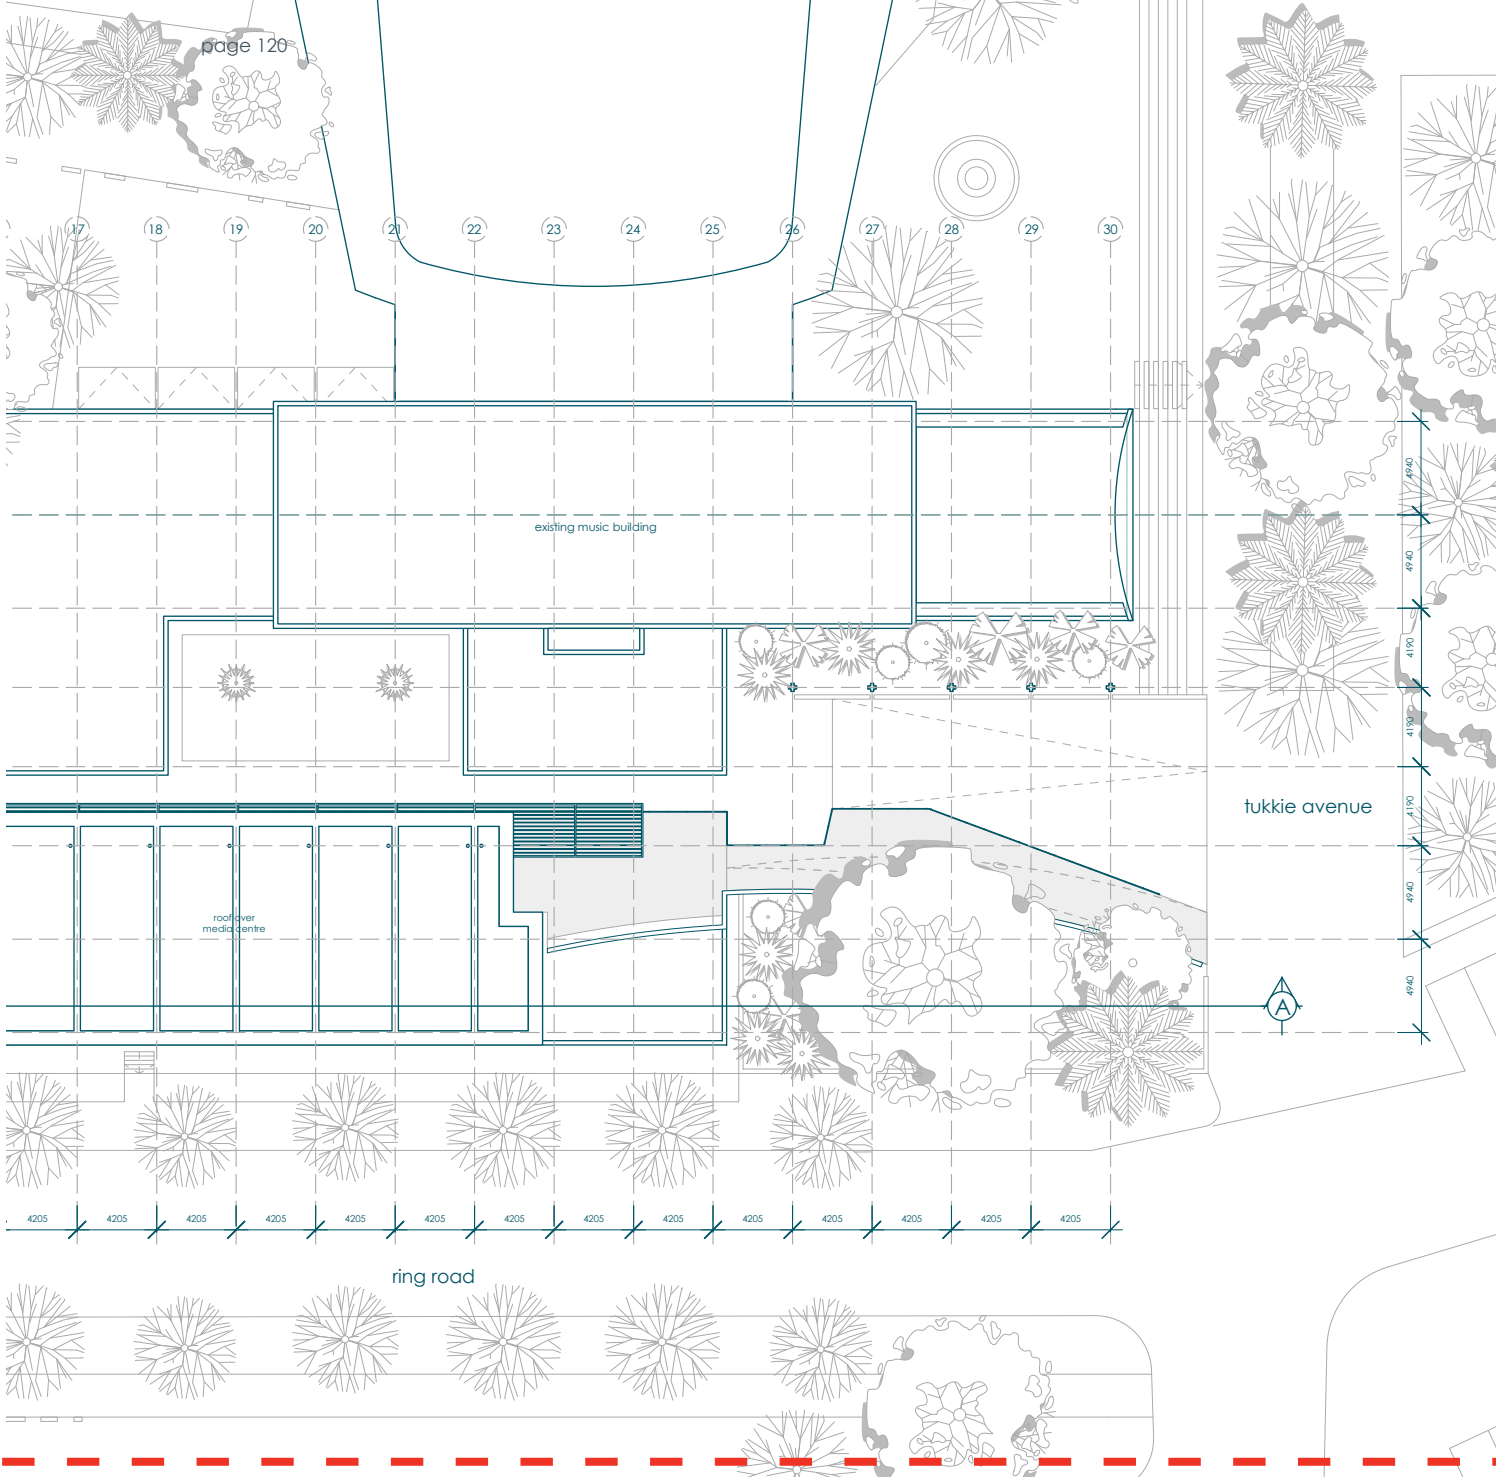 page 120
17 18 19 20 21 22 23 24 25 26 27 28 29 30
4940
existing music building
4940
4190
4190
tukkie avenue
4190
4940
roof over
media centre
4940
A
4205 4205 4205 4205 4205 4205 4205 4205 4205 4205 4205 4205 4205 4205
ring road